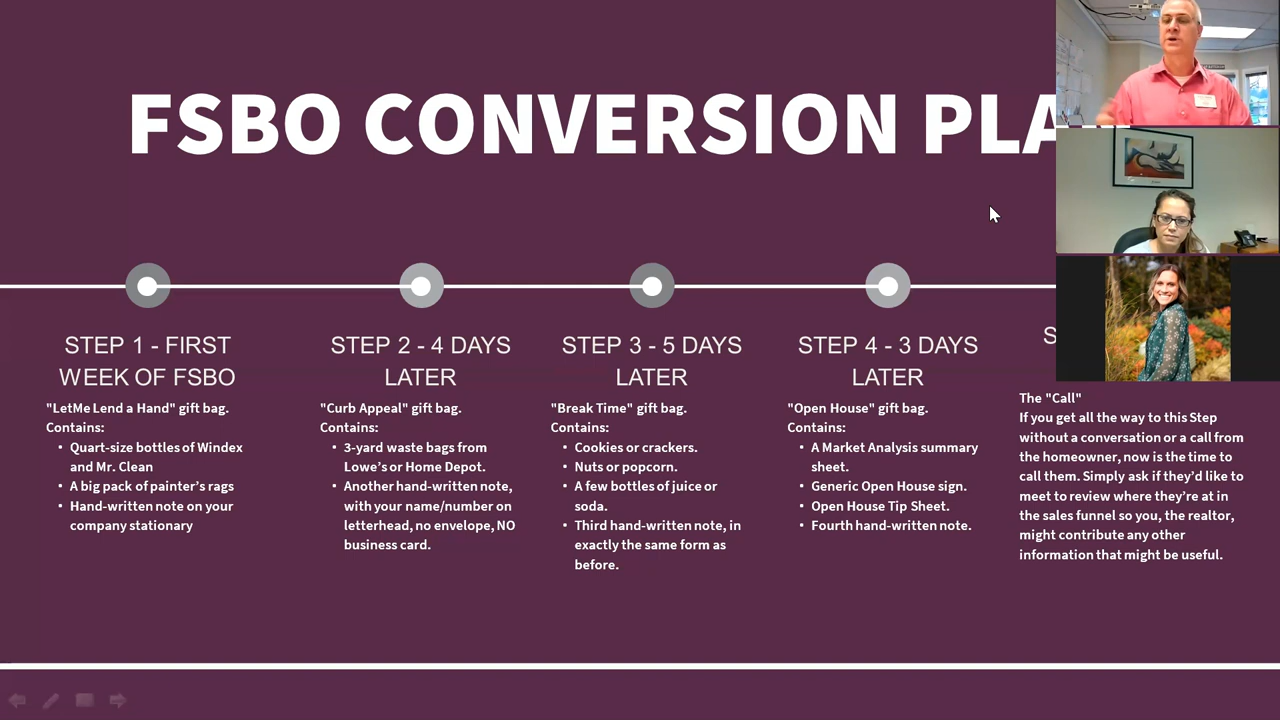 FSBO CONVERSION PLA
STEP 1 - FIRST
WEEK OF FSBO
"LetMe Lend a Hand" gift bag.
Contains:
• Quart-size bottles of Windex
and Mr. Clean
• A big pack of painter's rags
• Hand-written note on your
company stationary
STEP 2 - 4 DAYS
LATER
"Curb Appeal" gift bag.
Contains:
• 3-yard waste bags from
Lowe's or Home Depot.
• Another hand-written note,
with your name/number on
letterhead, no envelope, NO
business card.
STEP 3 - 5 DAYS
LATER
"Break Time" gift bag.
Contains:
• Cookies or crackers.
• Nuts or popcorn.
• A few bottles of juice or
soda.
• Third hand-written note, in
exactly the same form as
before.
STEP 4 - 3 DAYS
LATER
"Open House" gift bag.
Contains:
• A Market Analysis summary
sheet.
• Generic Open House sign.
• Open House Tip Sheet.
• Fourth hand-written note.
S
The "Call"
If you get all the way to this Step
without a conversation or a call from
the homeowner, now is the time to
call them. Simply ask if they'd like to
meet to review where they're at in
the sales funnel so you, the realtor,
might contribute any other
information that might be useful.